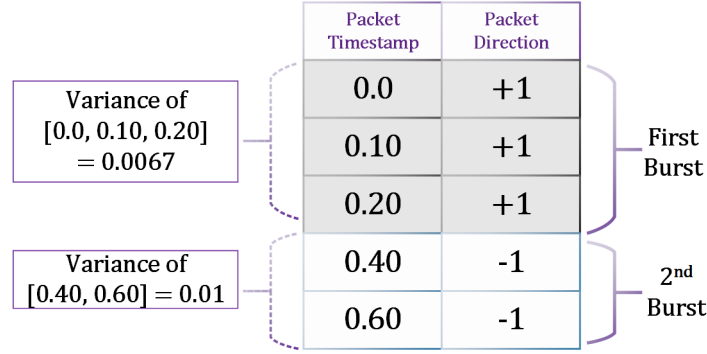 Packet Timestamp
Packet Direction
Variance of
[0.0, 0.10, 0.20]
= 0.0067
0.0 +1
0.10 +1
0.20 +1
First
Burst
Variance of
[0.40, 0.60] = 0.01
0.40 -1
0.60 -1
2nd
Burst